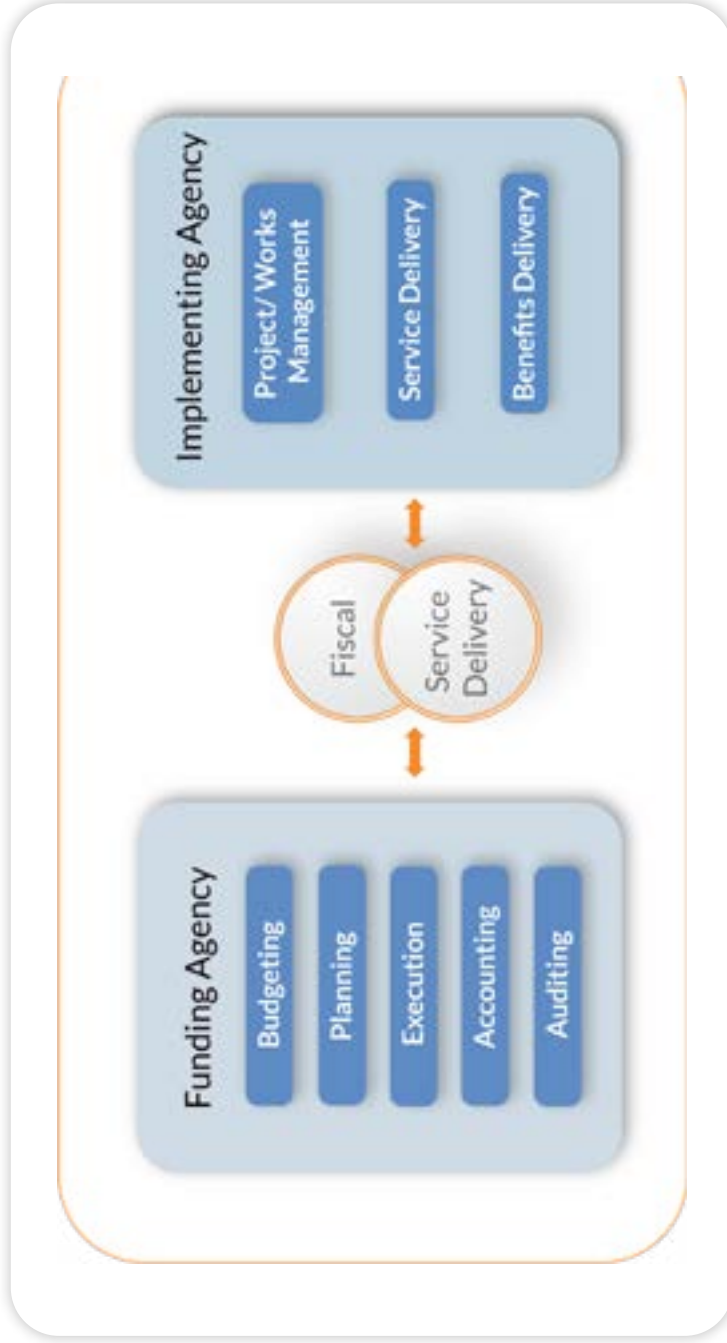 Funding Agency
Budgeting
Planning
Execution
Accounting
Auditing
Fiscal
Service
Delivery
Implementing Agency
Project/ Works
Management
Service Delivery
Benefits Delivery